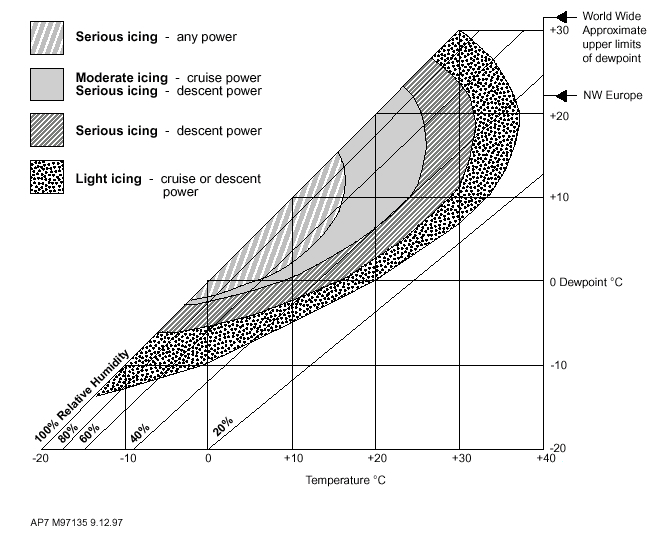 Serious icing - any power
Moderate icing - cruise power
Serious icing - descent power
Serious icing - descent power
Light icing - cruise or descent
power
World Wide
Approximate
upper limits
of dewpoint
NW Europe
+30
+20
+10
0 Dewpoint °C
-10
-20
100% Relative Humidity
80%
60%
40%
20%
-20
-10
0
+10
+20
+30
+40
Temperature °C
AP7 M97135 9.12.97